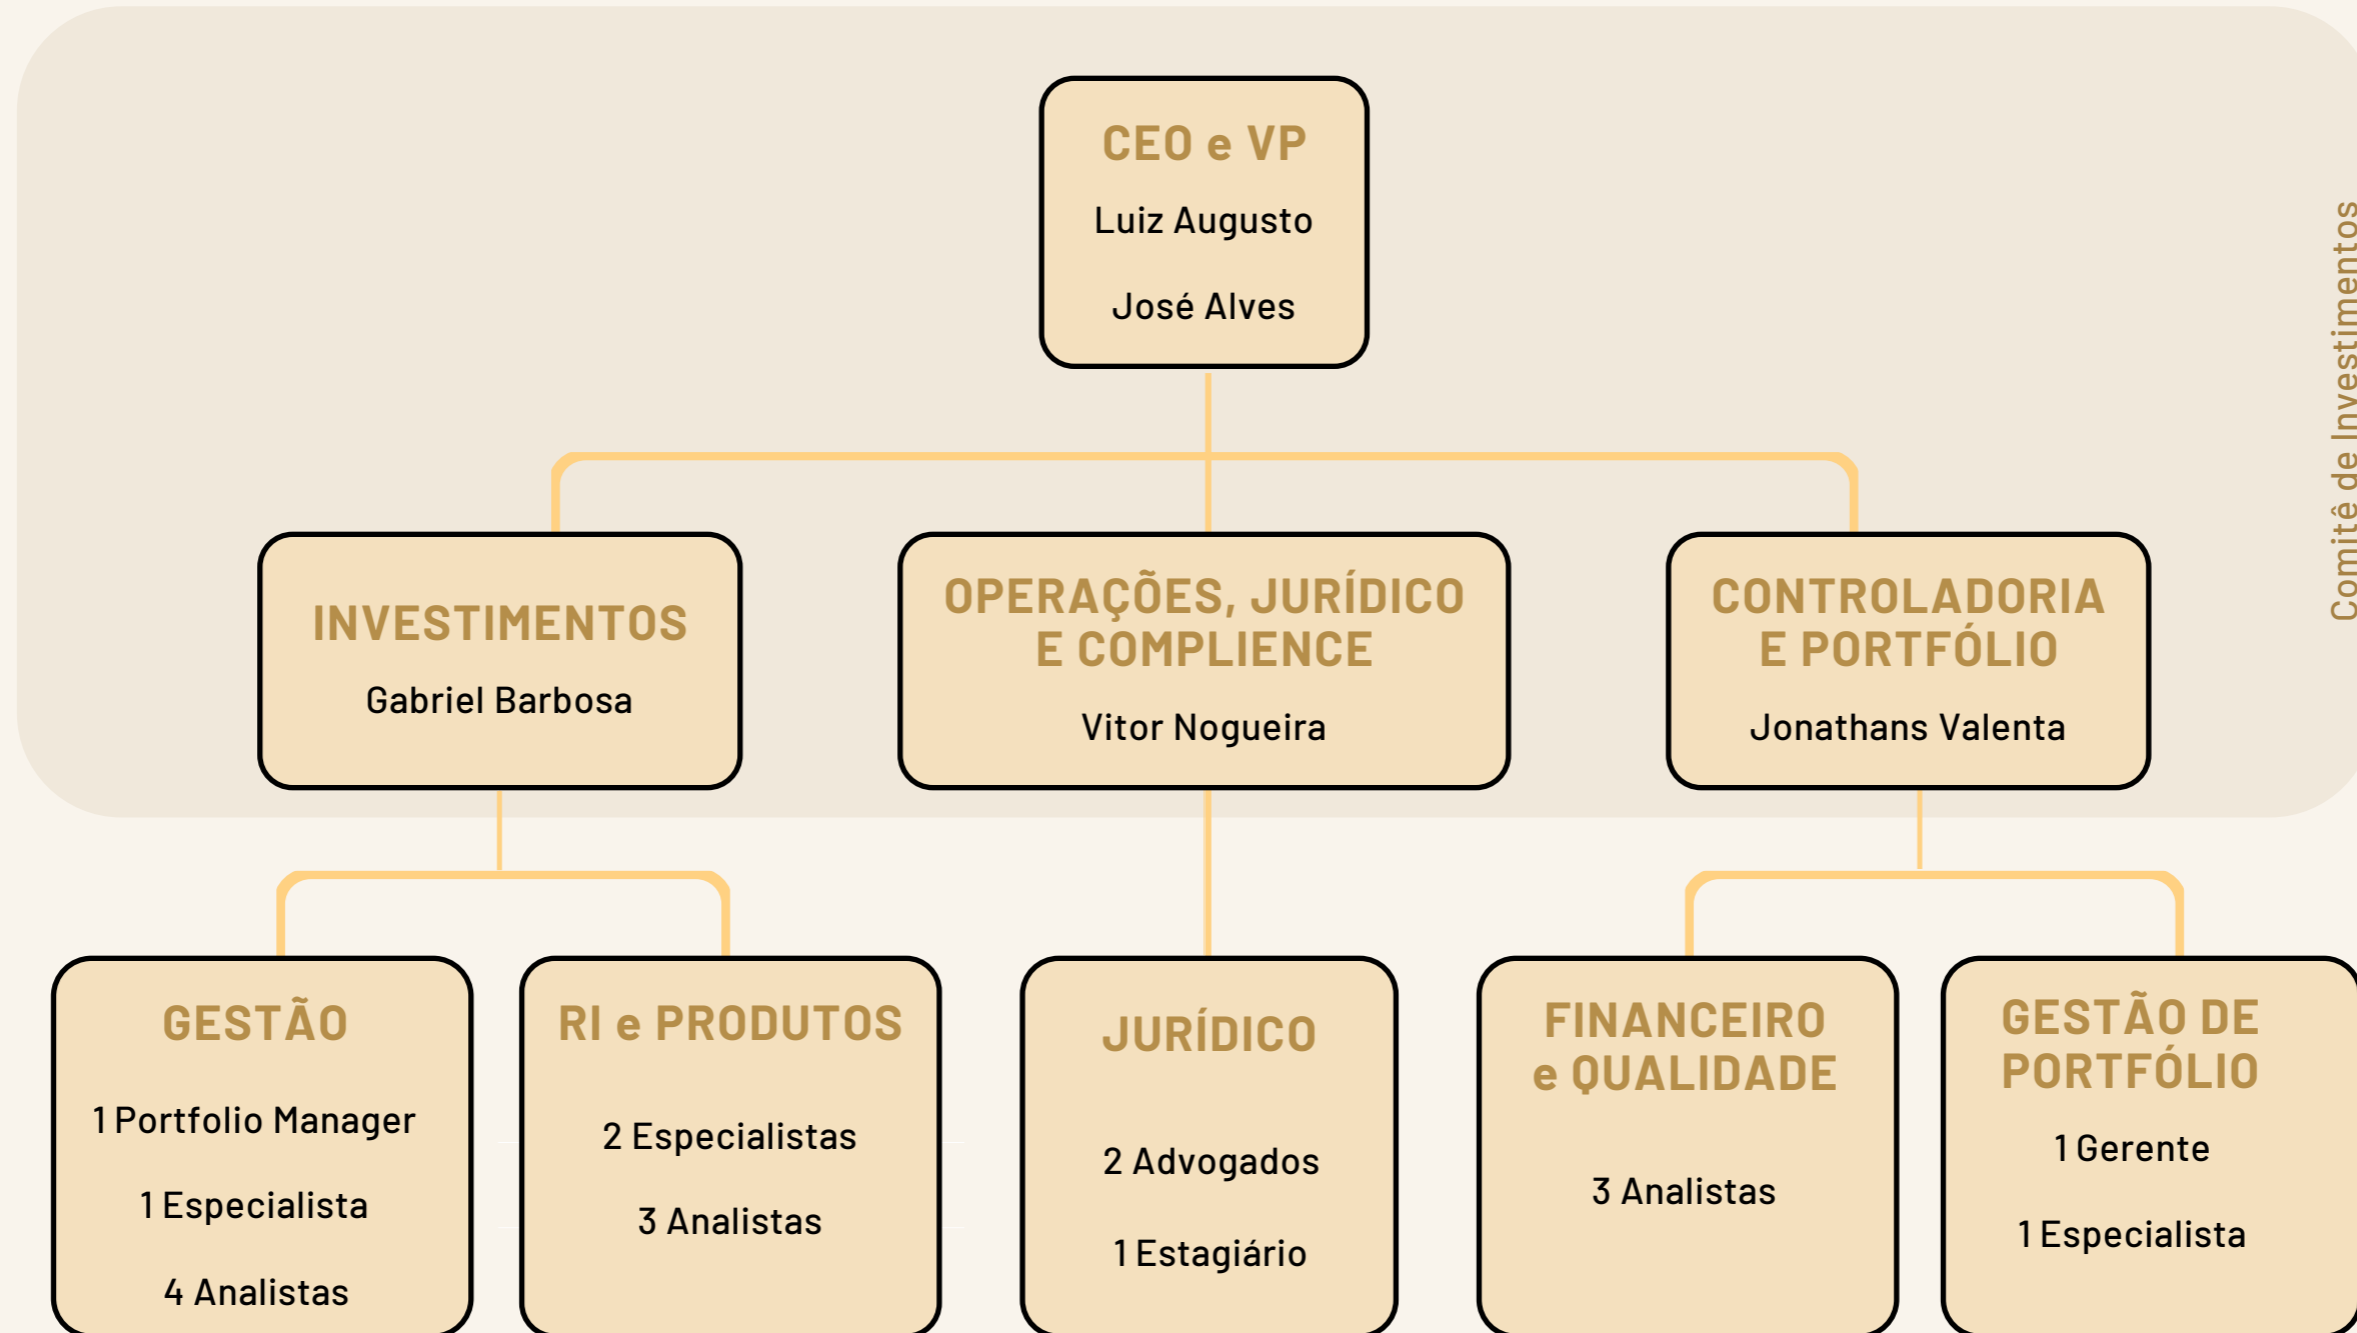 CEO e VP
Luiz Augusto
José Alves
Comitê de Investimentos
INVESTIMENTOS
Gabriel Barbosa
OPERAÇÕES, JURÍDICO
E COMPLIENCE
Vitor Nogueira
CONTROLADORIA
E PORTFÓLIO
Jonathans Valenta
GESTÃO
1 Portfolio Manager
1 Especialista
4 Analistas
RI e PRODUTOS
2 Especialistas
3 Analistas
JURÍDICO
2 Advogados
1 Estagiário
FINANCEIRO
e QUALIDADE
3 Analistas
GESTÃO DE
PORTFÓLIO
1 Gerente
1 Especialista